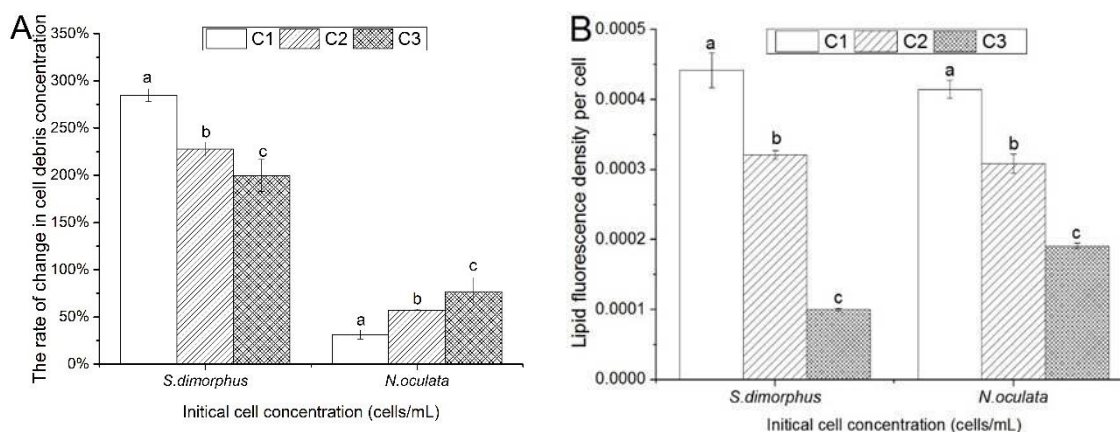 A
C1 C2 C3
The rate of change in cell debris concentration
350%
300%
250%
200%
150%
100%
50%
0%
a
b
c
a
b
c
S.dimorphus N.oculata
Initical cell concentration (cells/mL)
B
C1 C2 C3
Lipid fluorescence density per cell
0.0005
0.0004
0.0003
0.0002
0.0001
0.0000
a
b
c
a
b
c
S.dimorphus N.oculata
Initical cell concentration (cells/mL)